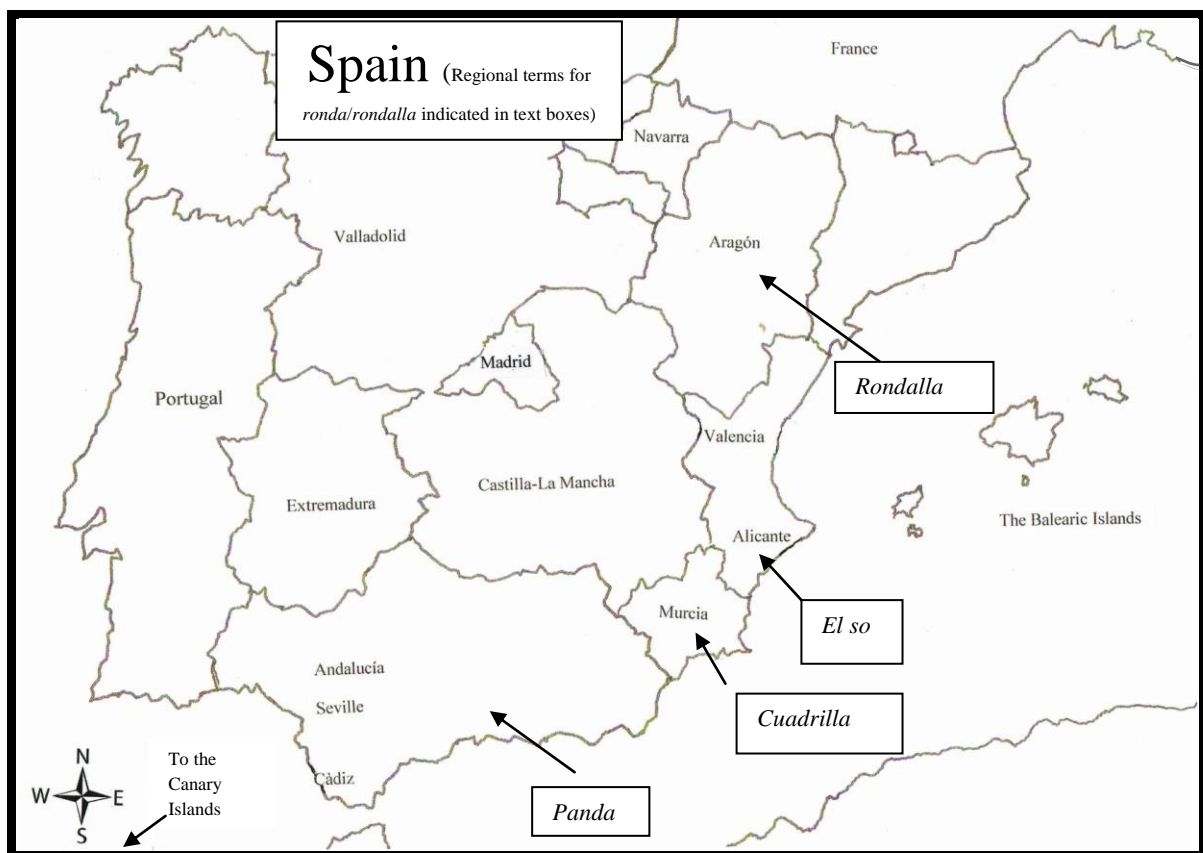 Spain (Regional terms for
ronda/rondalla indicated in text boxes)
France
Navarra
Valladolid
Aragón
Madrid
Rondalla
Portugal
Valencia
Castilla-La Mancha
Extremadura
The Balearic Islands
Alicante
Murcia
El so
Andalucía
Seville
Cuadrilla
Càdiz
Panda
N
W E
S
To the
Canary
Islands